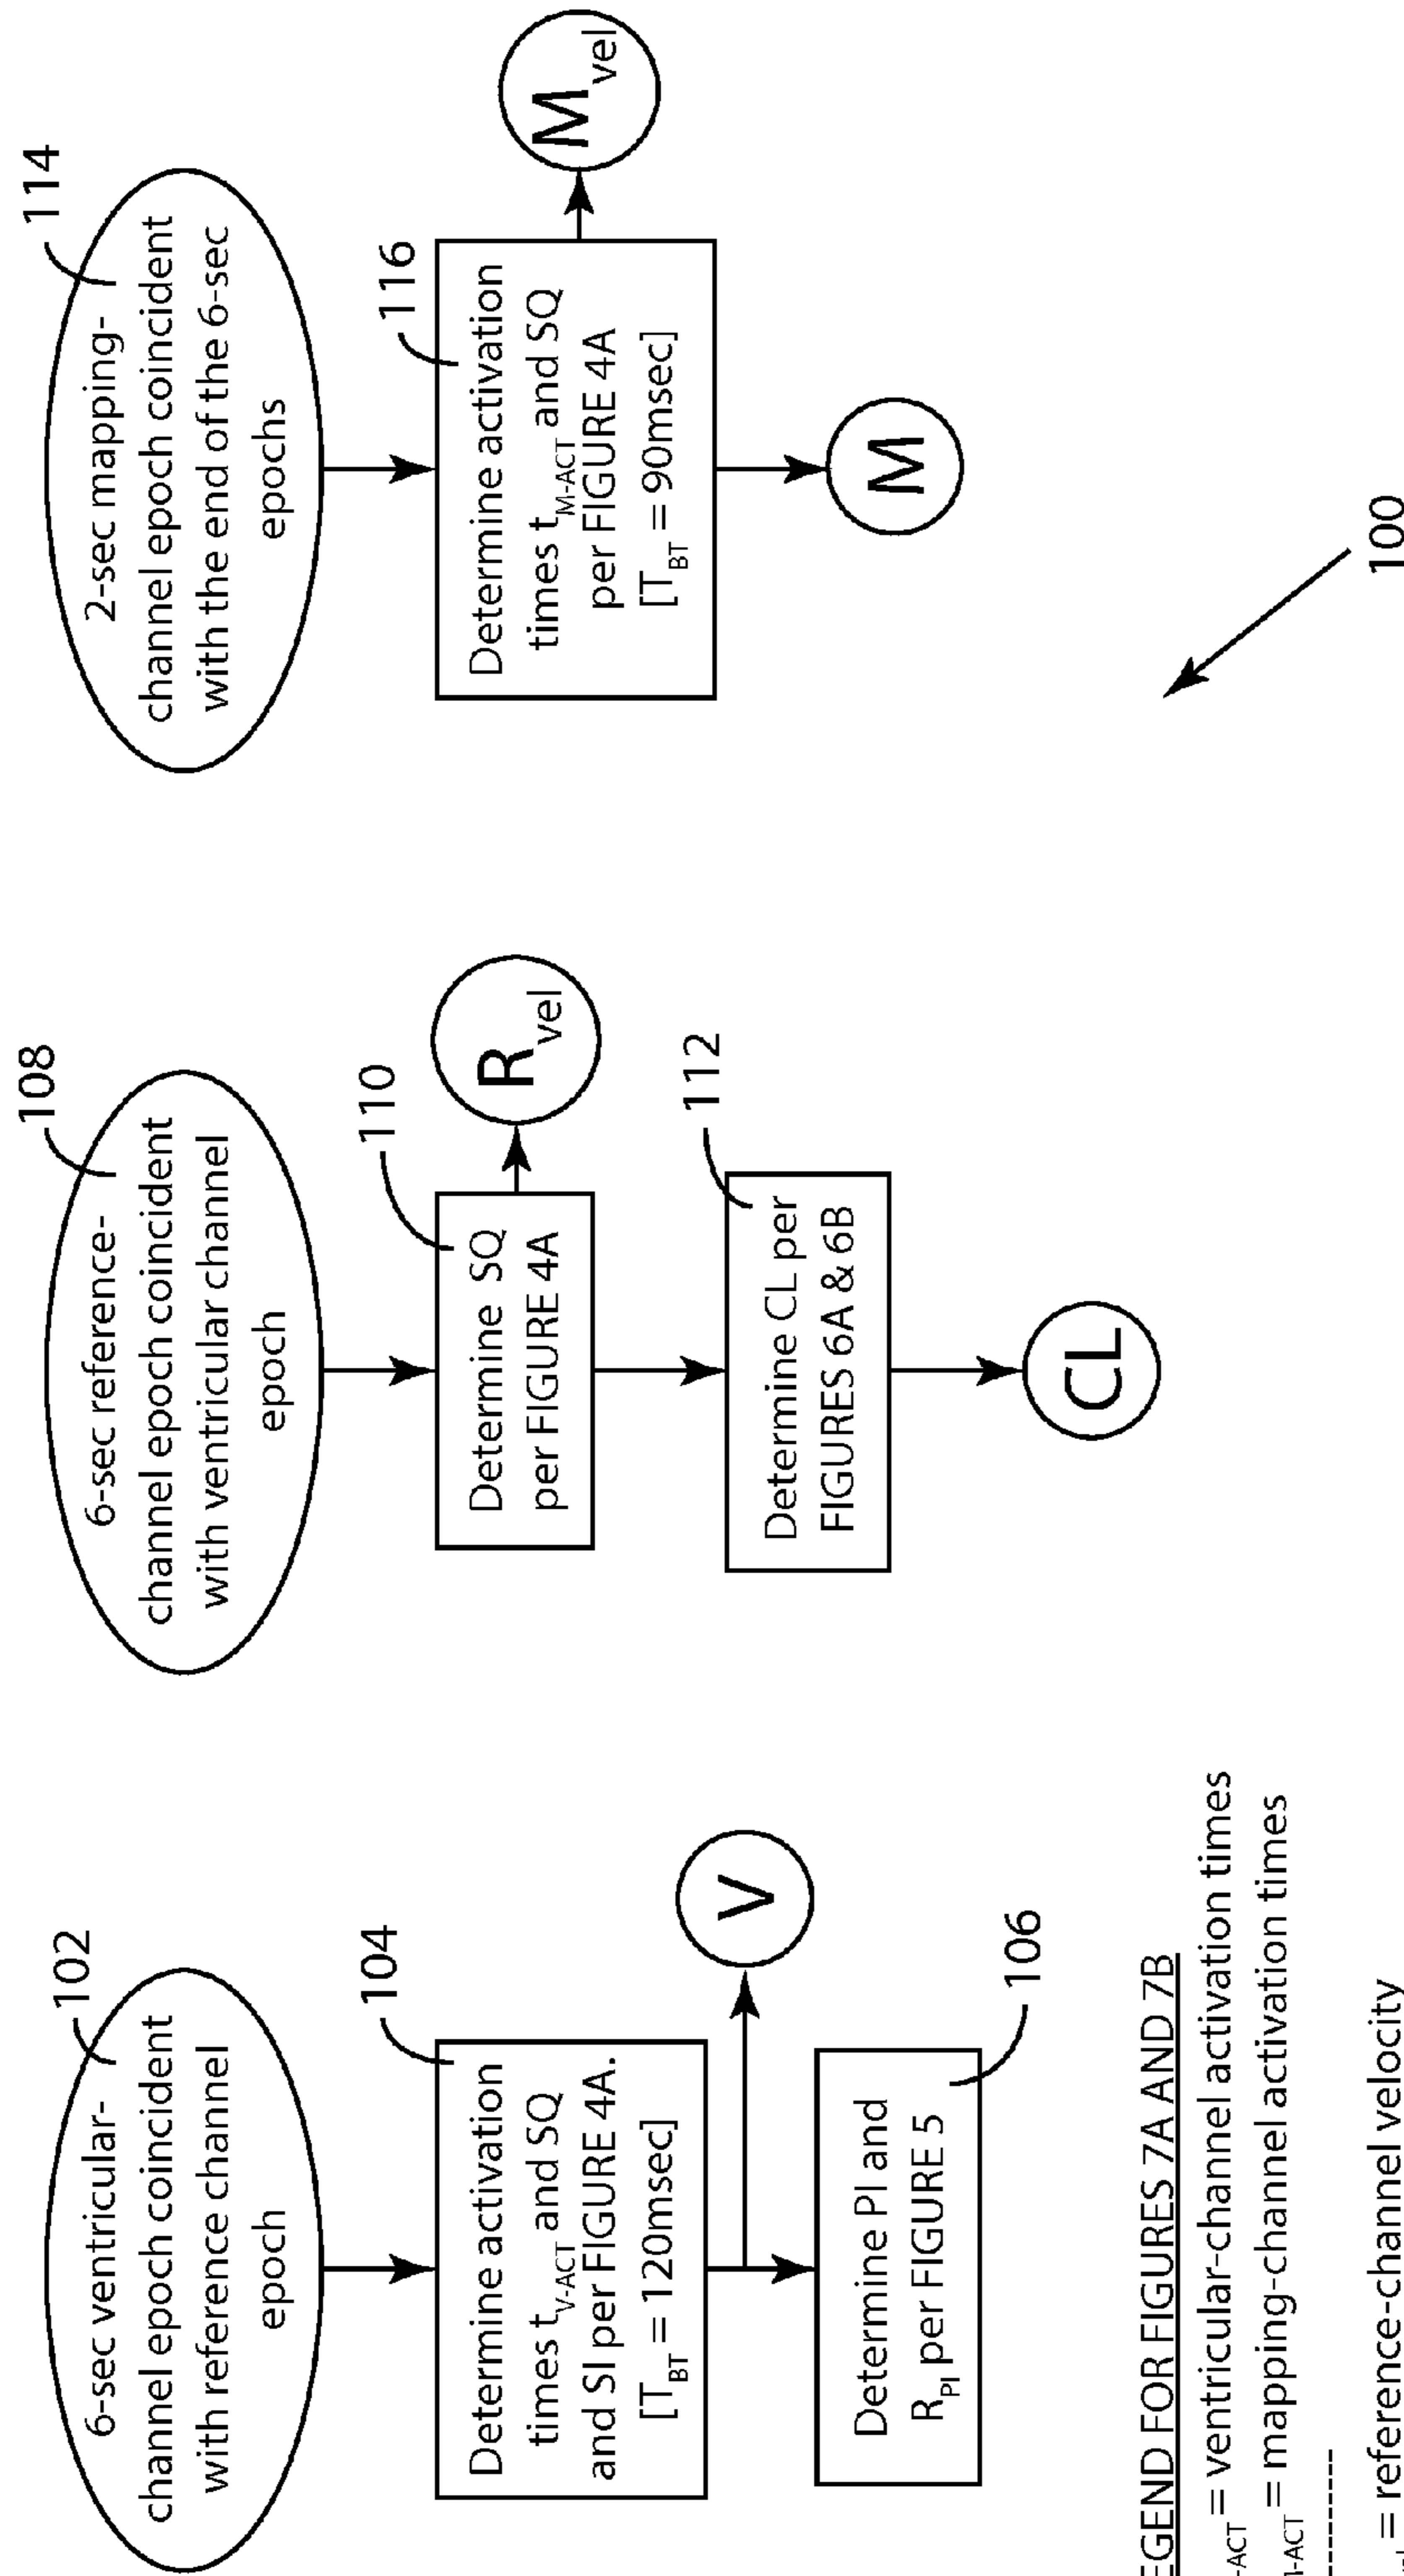 102
6-sec ventricular-
channel epoch coincident
with reference channel
epoch
104
Determine activation
times t_V-ACT and SQ
and SI per FIGURE 4A.
[T_BT = 120msec]
V
106
Determine PI and
R_PI per FIGURE 5
108
6-sec reference-
channel epoch coincident
with ventricular channel
epoch
110
Determine SQ
per FIGURE 4A
R_vel
112
Determine CL per
FIGURES 6A & 6B
CL
114
2-sec mapping-
channel epoch coincident
with the end of the 6-sec
epochs
116
Determine activation
times t_M-ACT and SQ
per FIGURE 4A
[T_BT = 90msec]
M_vel
M
100
EGEND FOR FIGURES 7A AND 7B
-ACT = ventricular-channel activation times
-ACT = mapping-channel activation times
------------
= reference-channel velocity